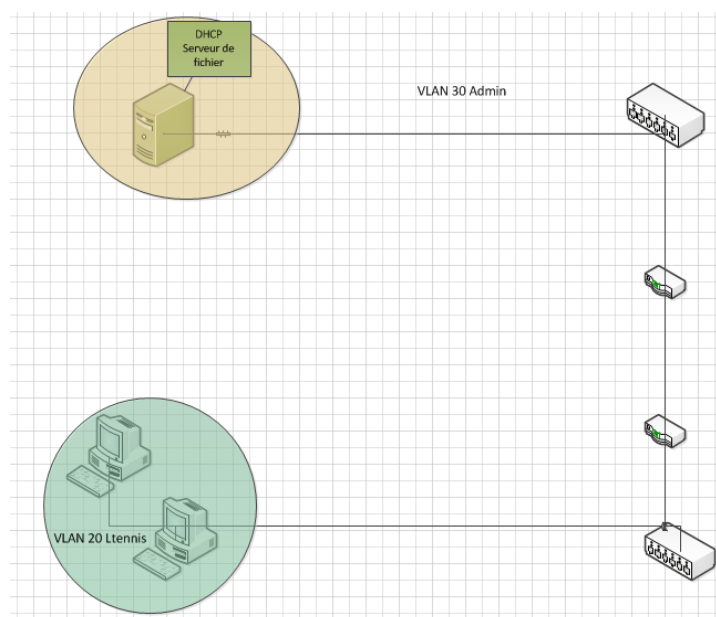 DHCP
Serveur de
fichier
VLAN 30 Admin
VLAN 20 Ltennis